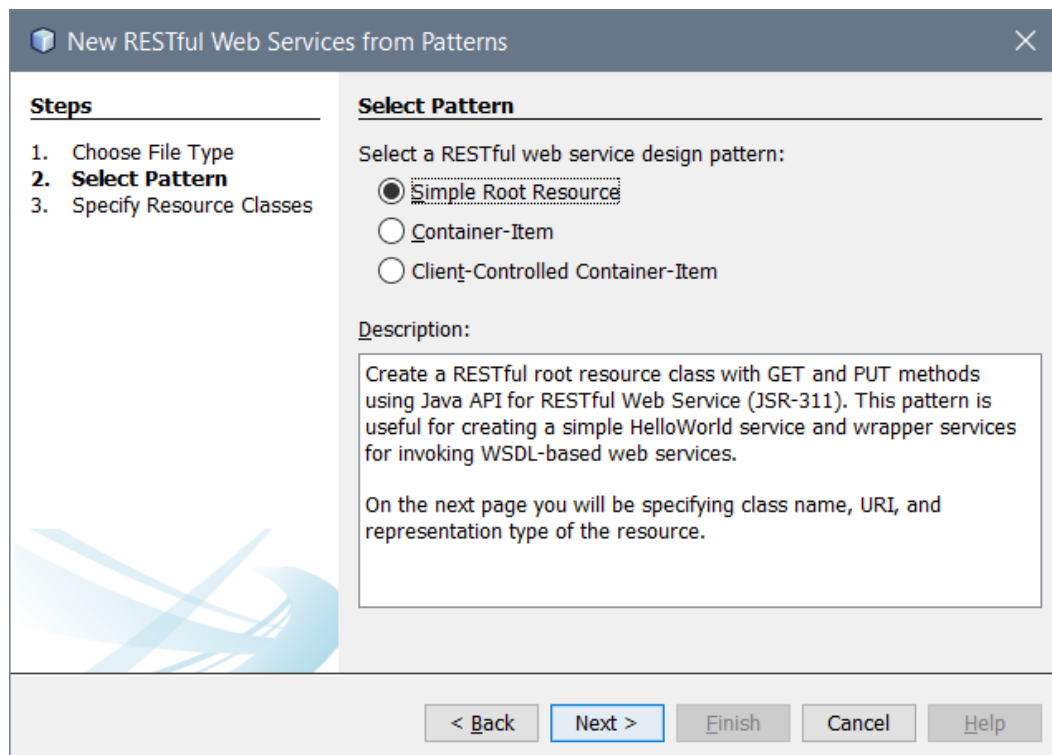 New RESTful Web Services from Patterns
Steps
1. Choose File Type
2. Select Pattern
3. Specify Resource Classes
Select Pattern
Select a RESTful web service design pattern:
Simple Root Resource
Container-Item
Client-Controlled Container-Item
Description:
Create a RESTful root resource class with GET and PUT methods
using Java API for RESTful Web Service (JSR-311). This pattern is
useful for creating a simple HelloWorld service and wrapper services
for invoking WSDL-based web services.
On the next page you will be specifying class name, URI, and
representation type of the resource.
< Back Next > Finish Cancel Help